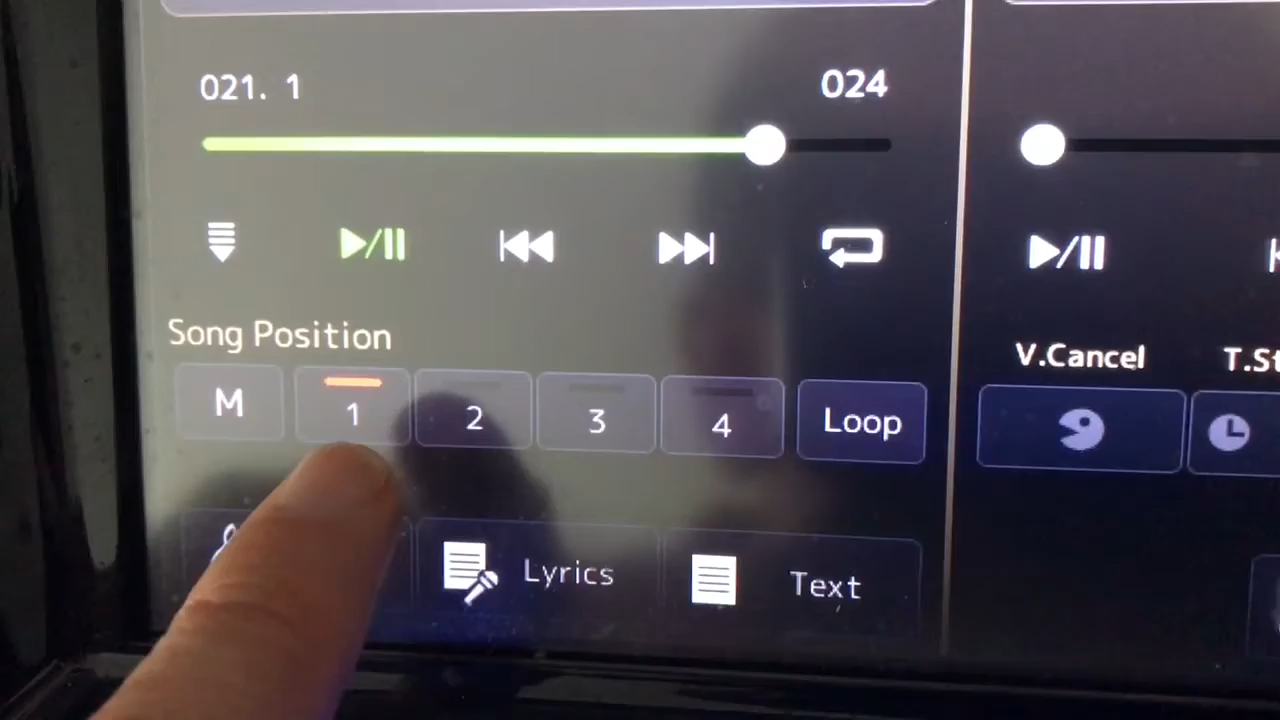 021. 1 024
Song Position
V.Cancel
M 1 2 3 4 Loop
Lyrics Text